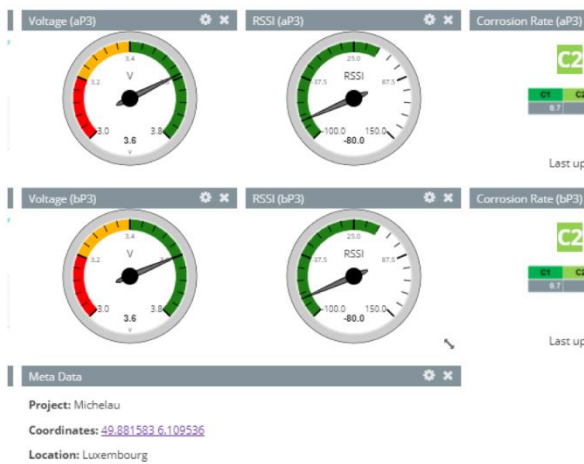 Voltage (aP3)
3.4
V
3.2
3.0
3.8
3.6
V
RSSI (aP3)
25.0
RSSI
-37.5
87.5
-100.0
150.0
-80.0
Corrosion Rate (aP3)
C2
C1
6.7
Last up
Voltage (bP3)
3.4
V
3.2
3.0
3.8
3.6
V
RSSI (bP3)
25.0
RSSI
-37.5
87.5
-100.0
150.0
-80.0
Corrosion Rate (bP3)
C2
C1
6.7
Last up
Meta Data
Project: Michelau
Coordinates: 49.881583 6.109536
Location: Luxembourg